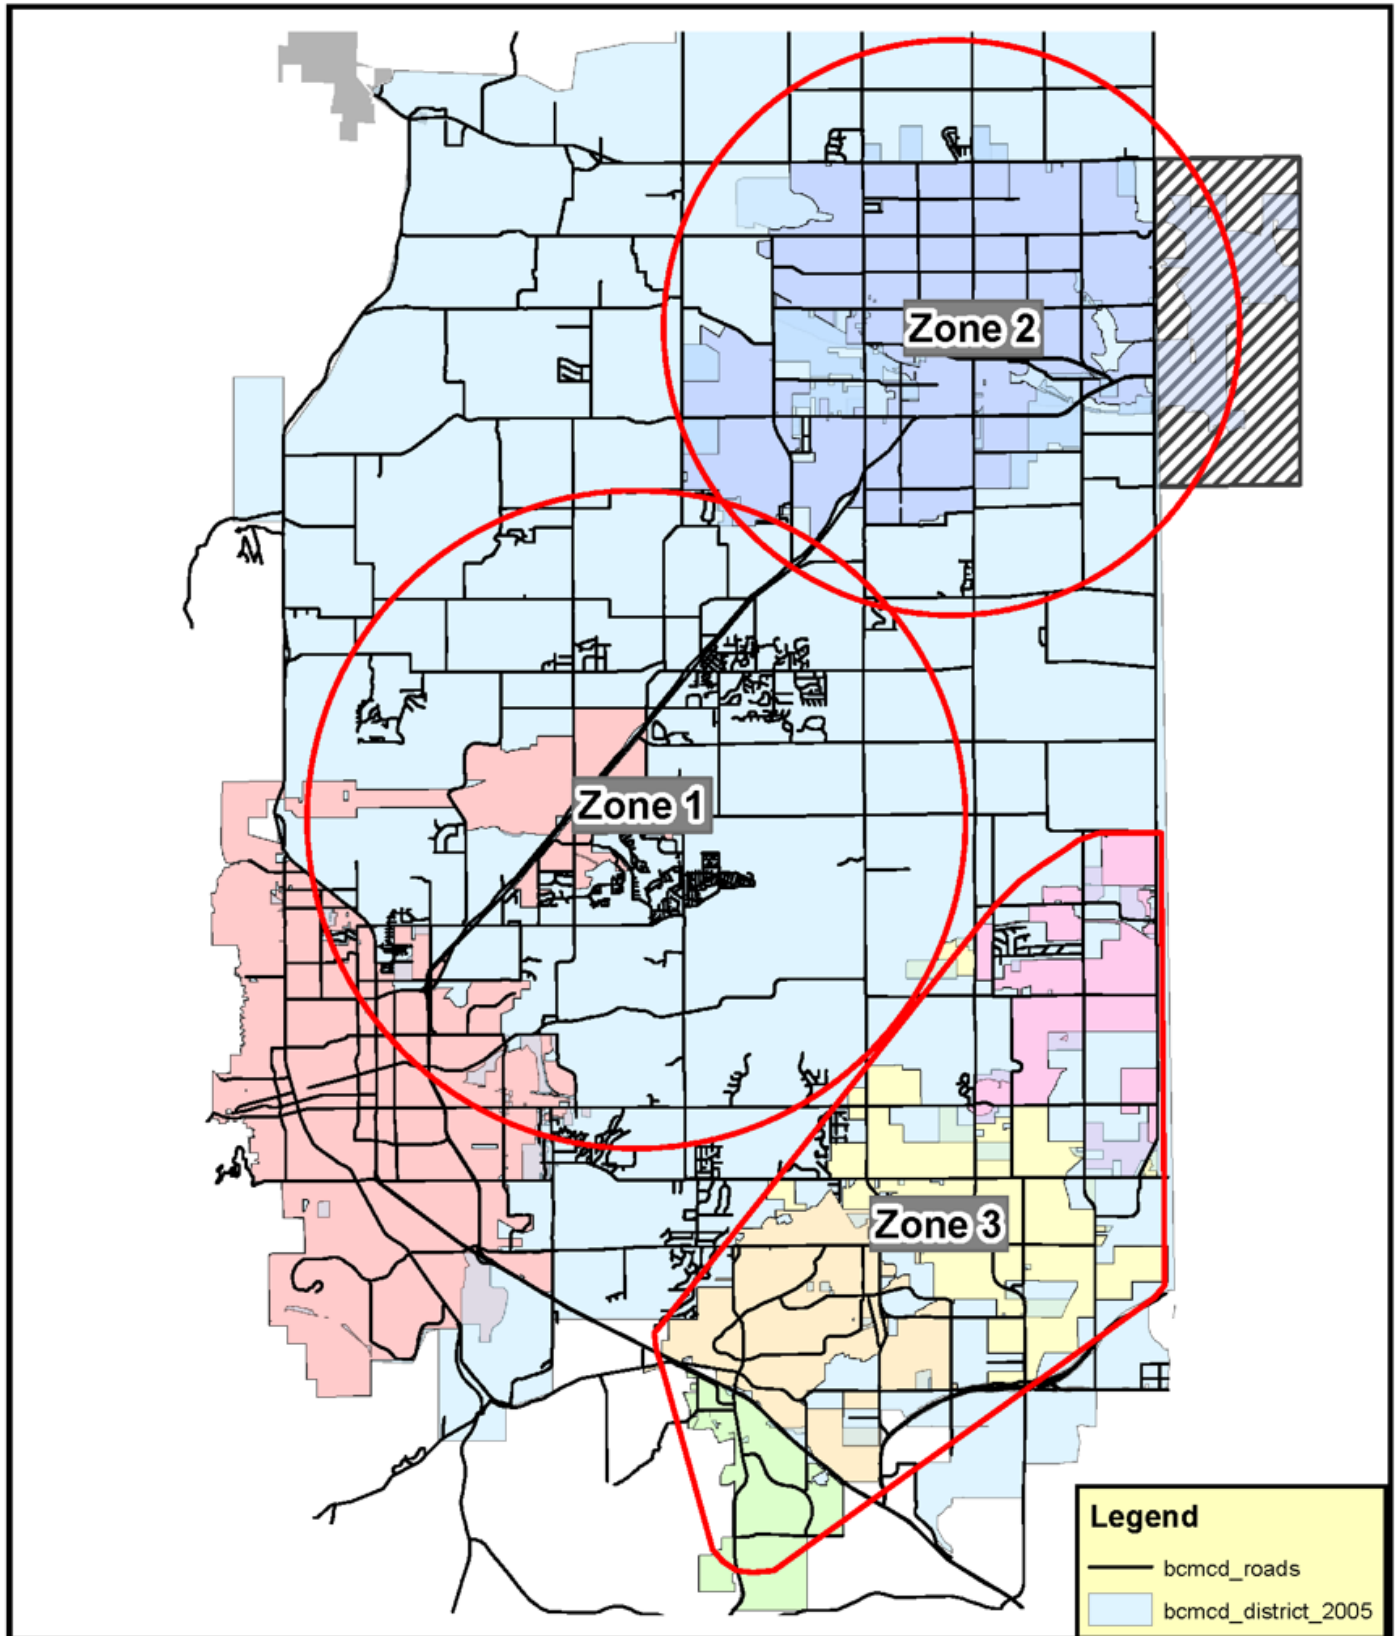 Zone 2
Zone 1
Zone 3
Legend
bcmcd_roads
bcmcd_district_2005